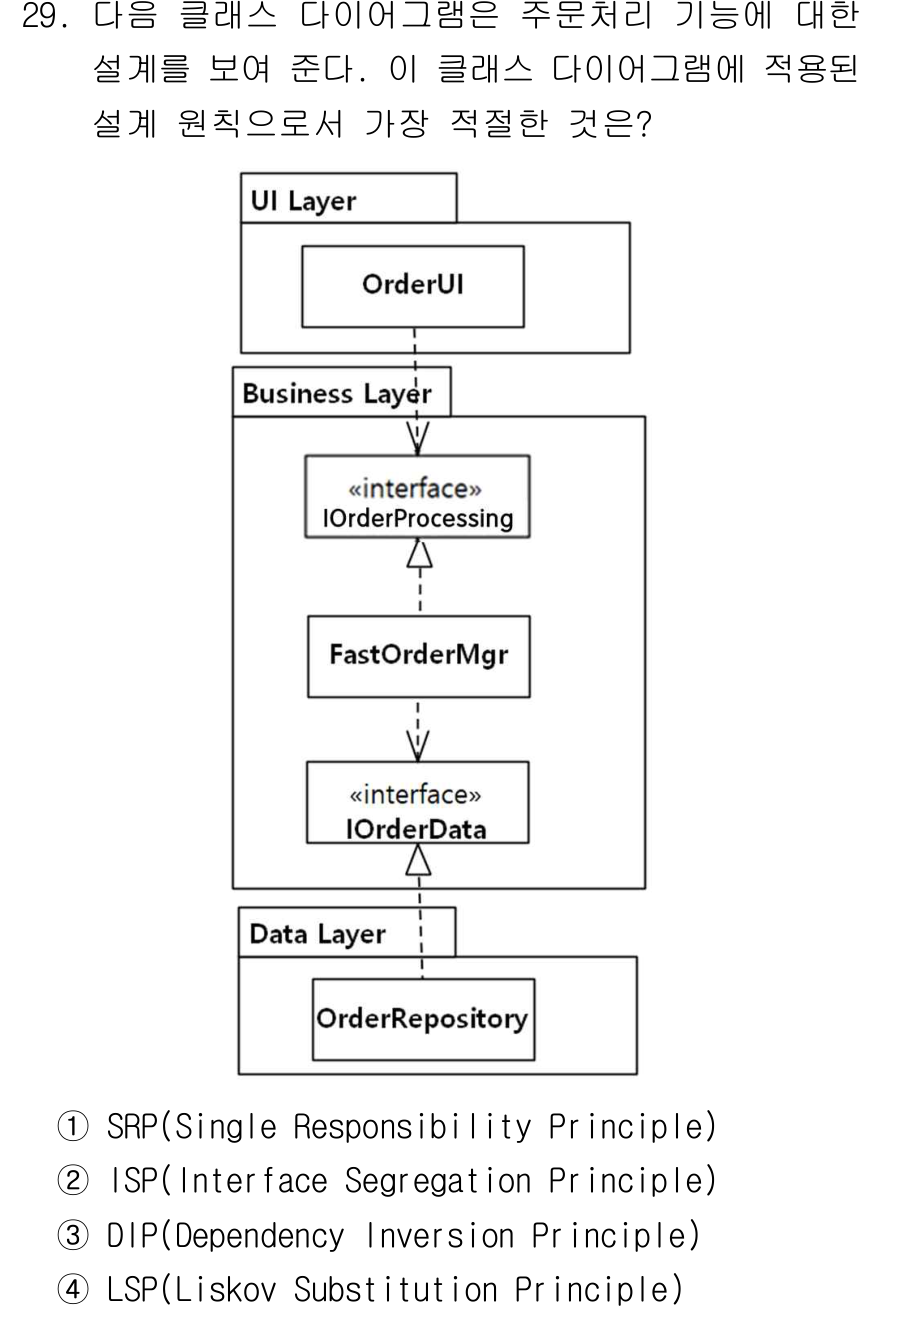 29. 다음 클래스 다이어그램은 주문처리 기능에 대한
설계를 보여 준다. 이 클래스 다이어그램에 적용된
설계 원칙으로서 가장 적절한 것은?
UI Layer
OrderUI
Business Layer
«interface»
IOrderProcessing
FastOrderMgr
«interface»
IOrderData
Data Layer
OrderRepository
① SRP(Single Responsibility Principle)
② ISP(Interface Segregation Principle)
③ DIP(Dependency Inversion Principle)
④ LSP(Liskov Substitution Principle)